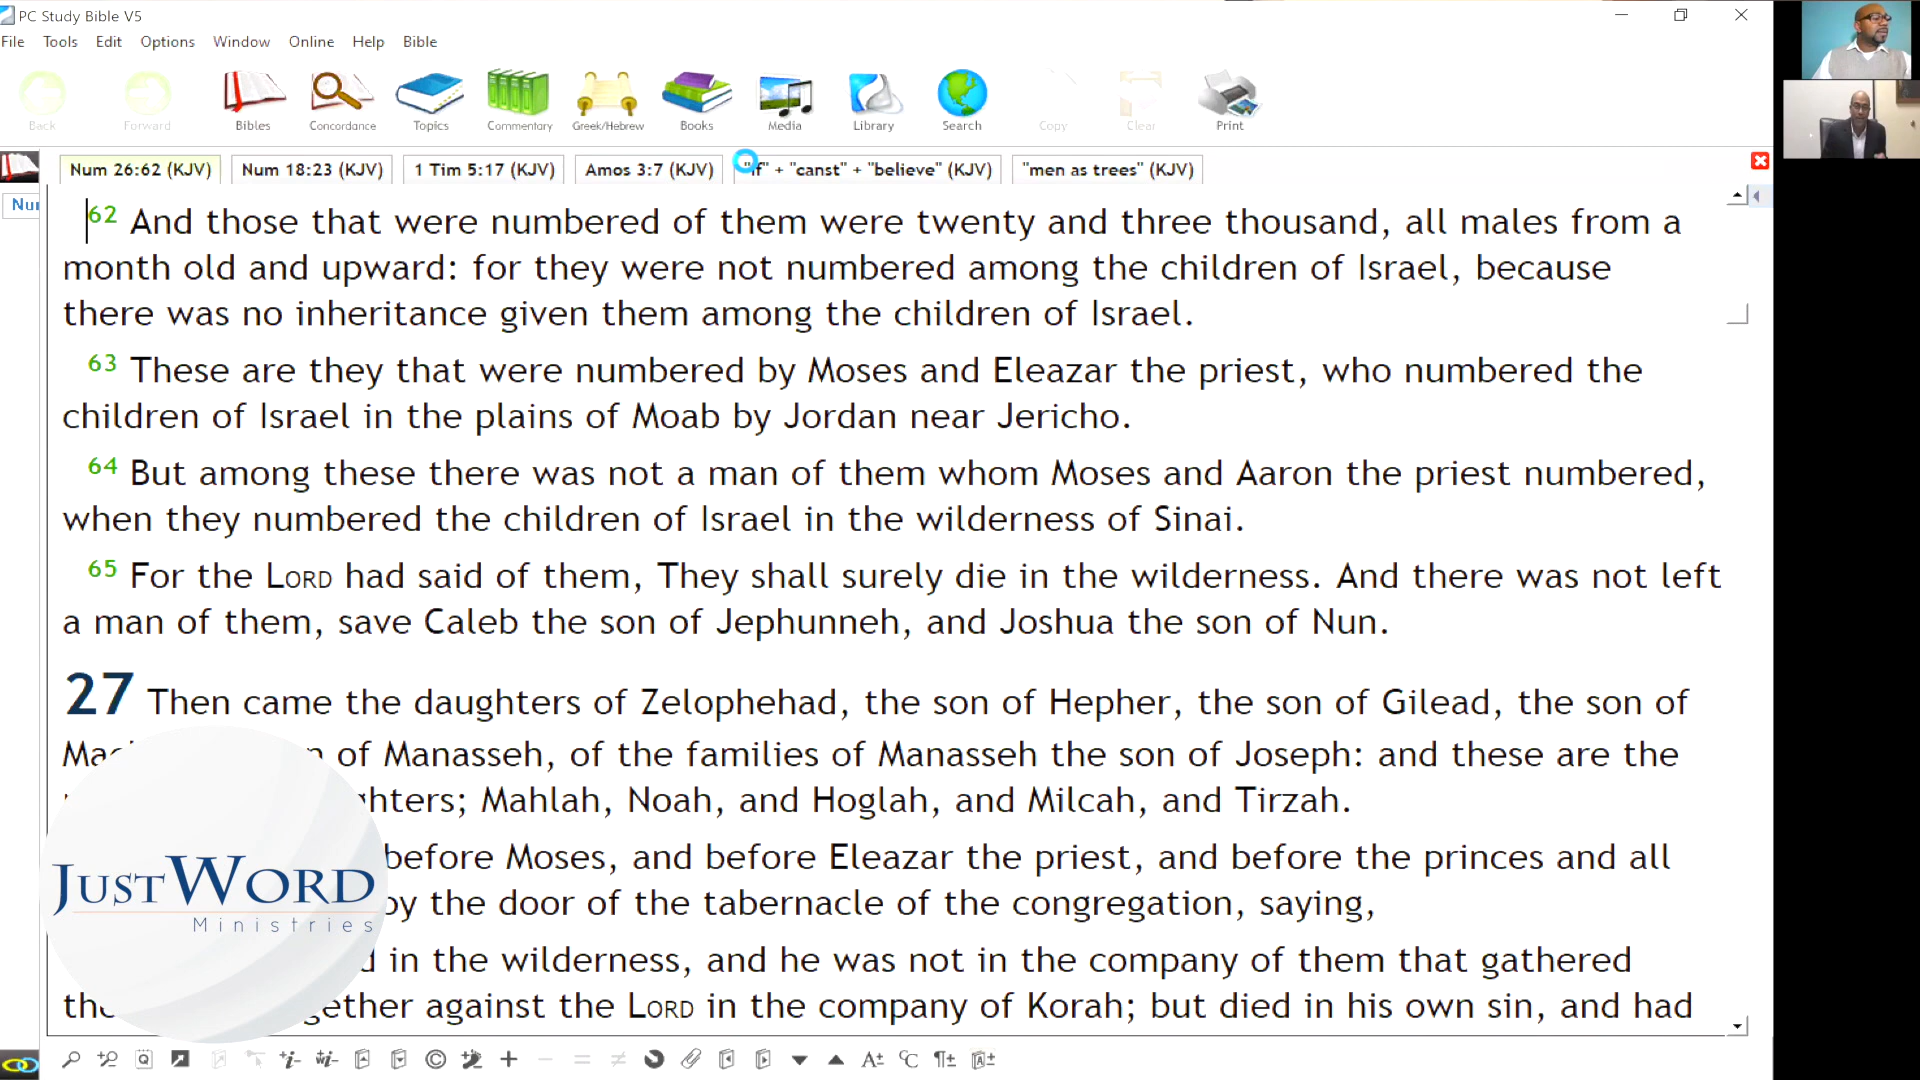 PC Study Bible V5
File Tools Edit Options Window Online Help Bible
Back Forward Bibles Concordance Topics Commentary Greek/Hebrew Books Media Library Search Copy Clear Print
Num 26:62 (KJV) Num 18:23 (KJV) 1 Tim 5:17 (KJV) Amos 3:7 (KJV) "if" + "canst" + "believe" (KJV) "men as trees" (KJV)
62 And those that were numbered of them were twenty and three thousand, all males from a
month old and upward: for they were not numbered among the children of Israel, because
there was no inheritance given them among the children of Israel.
63 These are they that were numbered by Moses and Eleazar the priest, who numbered the
children of Israel in the plains of Moab by Jordan near Jericho.
64 But among these there was not a man of them whom Moses and Aaron the priest numbered,
when they numbered the children of Israel in the wilderness of Sinai.
65 For the LORD had said of them, They shall surely die in the wilderness. And there was not left
a man of them, save Caleb the son of Jephunneh, and Joshua the son of Nun.
27 Then came the daughters of Zelophehad, the son of Hepher, the son of Gilead, the son of
of Manasseh, of the families of Manasseh the son of Joseph: and these are the
ghters; Mahlah, Noah, and Hoglah, and Milcah, and Tirzah.
before Moses, and before Eleazar the priest, and before the princes and all
by the door of the tabernacle of the congregation, saying,
in the wilderness, and he was not in the company of them that gathered
gether against the LORD in the company of Korah; but died in his own sin, and had
JUSTWORD
Ministries